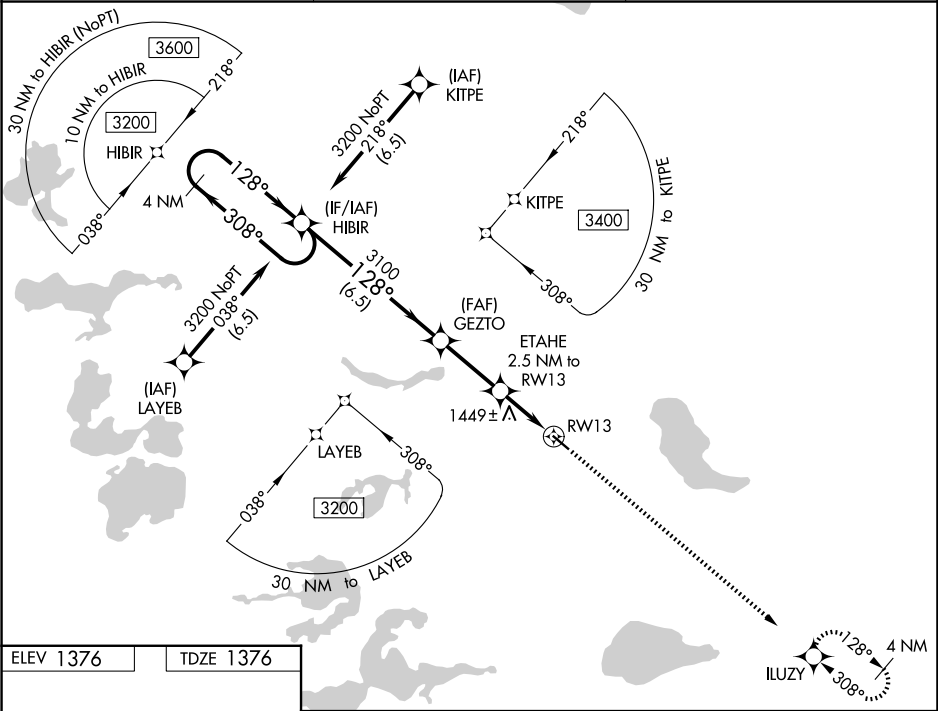 30 NM to HIBIR (NoPT)
3600
218°
10 NM to HIBIR
3200
HIBIR
038°
(IAF)
KITPE
3200 NoPT
218°
(6.5)
218°
KITPE
3400
308°
30 NM to KITPE
128°
4 NM
308°
(IF/IAF)
HIBIR
3100
128°
(6.5)
3200 NoPT
038°
(6.5)
(IAF)
LAYEB
(FAF)
GEZTO
ETAHE
2.5 NM to
RW13
1449±
RW13
LAYEB
308°
038°
3200
30 NM to LAYEB
128°
4 NM
308°
ILUZY
ELEV 1376
TDZE 1376